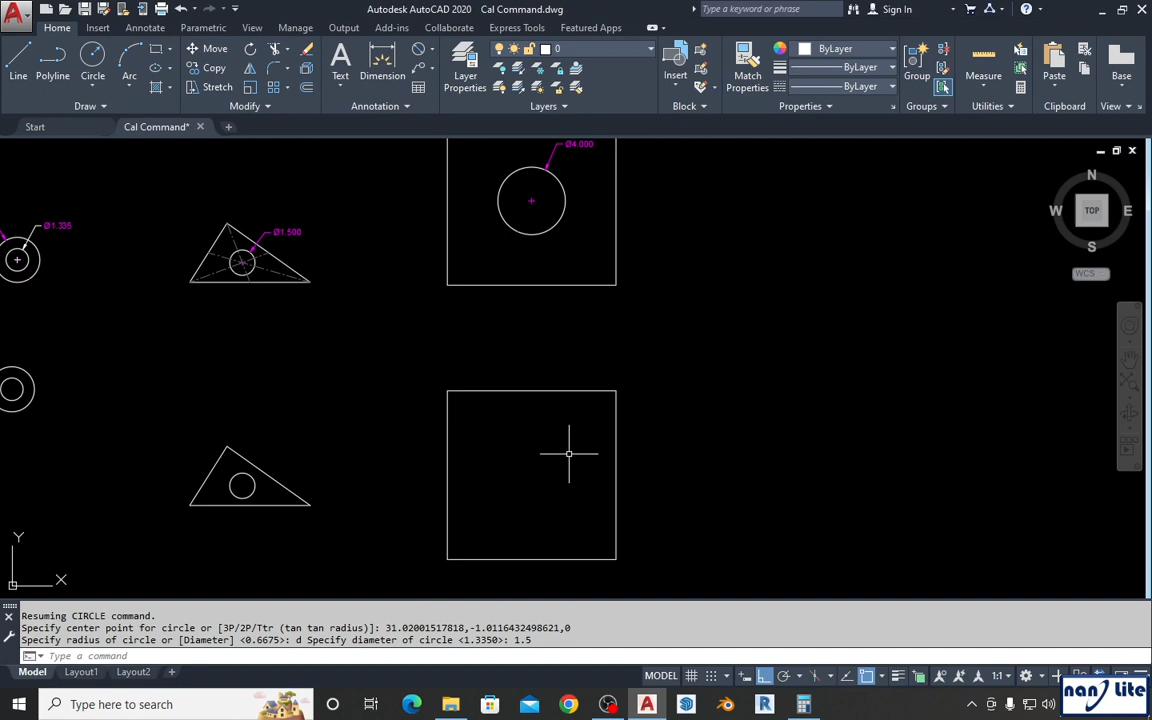 Autodesk AutoCAD 2020 Cal Command.dwg
Type a keyword or phrase
Sign In
Home Insert Annotate Parametric View Manage Output Add-ins Collaborate Express Tools Featured Apps
Line Polyline Circle Arc
Move
Copy
Stretch
Text Dimension
Layer
Properties
0
Insert
Match
Properties
ByLayer
ByLayer
ByLayer
Group
Measure
Paste
Base
Draw Modify Annotation Layers Block Properties Groups Utilities Clipboard View
Start Cal Command*
Ø4.000
N
W TOP E
S
WCS
Ø1.335
Ø1.500
Y
X
Resuming CIRCLE command.
Specify center point for circle or [3P/2P/Ttr (tan tan radius)]: 31.02001517818,-1.0116432498621,0
Specify radius of circle or [Diameter] <0.6675>: d Specify diameter of circle <1.3350>: 1.5
Type a command
Model Layout1 Layout2
MODEL 1:1
Type here to search
nanJlite